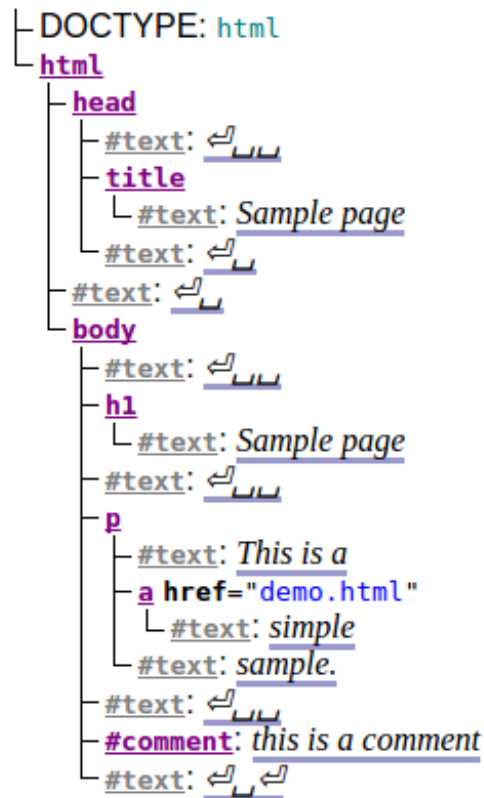 DOCTYPE: html
html
head
#text: ⏎␣␣
title
#text: Sample page
#text: ⏎␣
#text: ⏎␣
body
#text: ⏎␣␣
h1
#text: Sample page
#text: ⏎␣␣
p
#text: This is a
a href="demo.html"
#text: simple
#text: sample.
#text: ⏎␣␣
#comment: this is a comment
#text: ⏎␣⏎